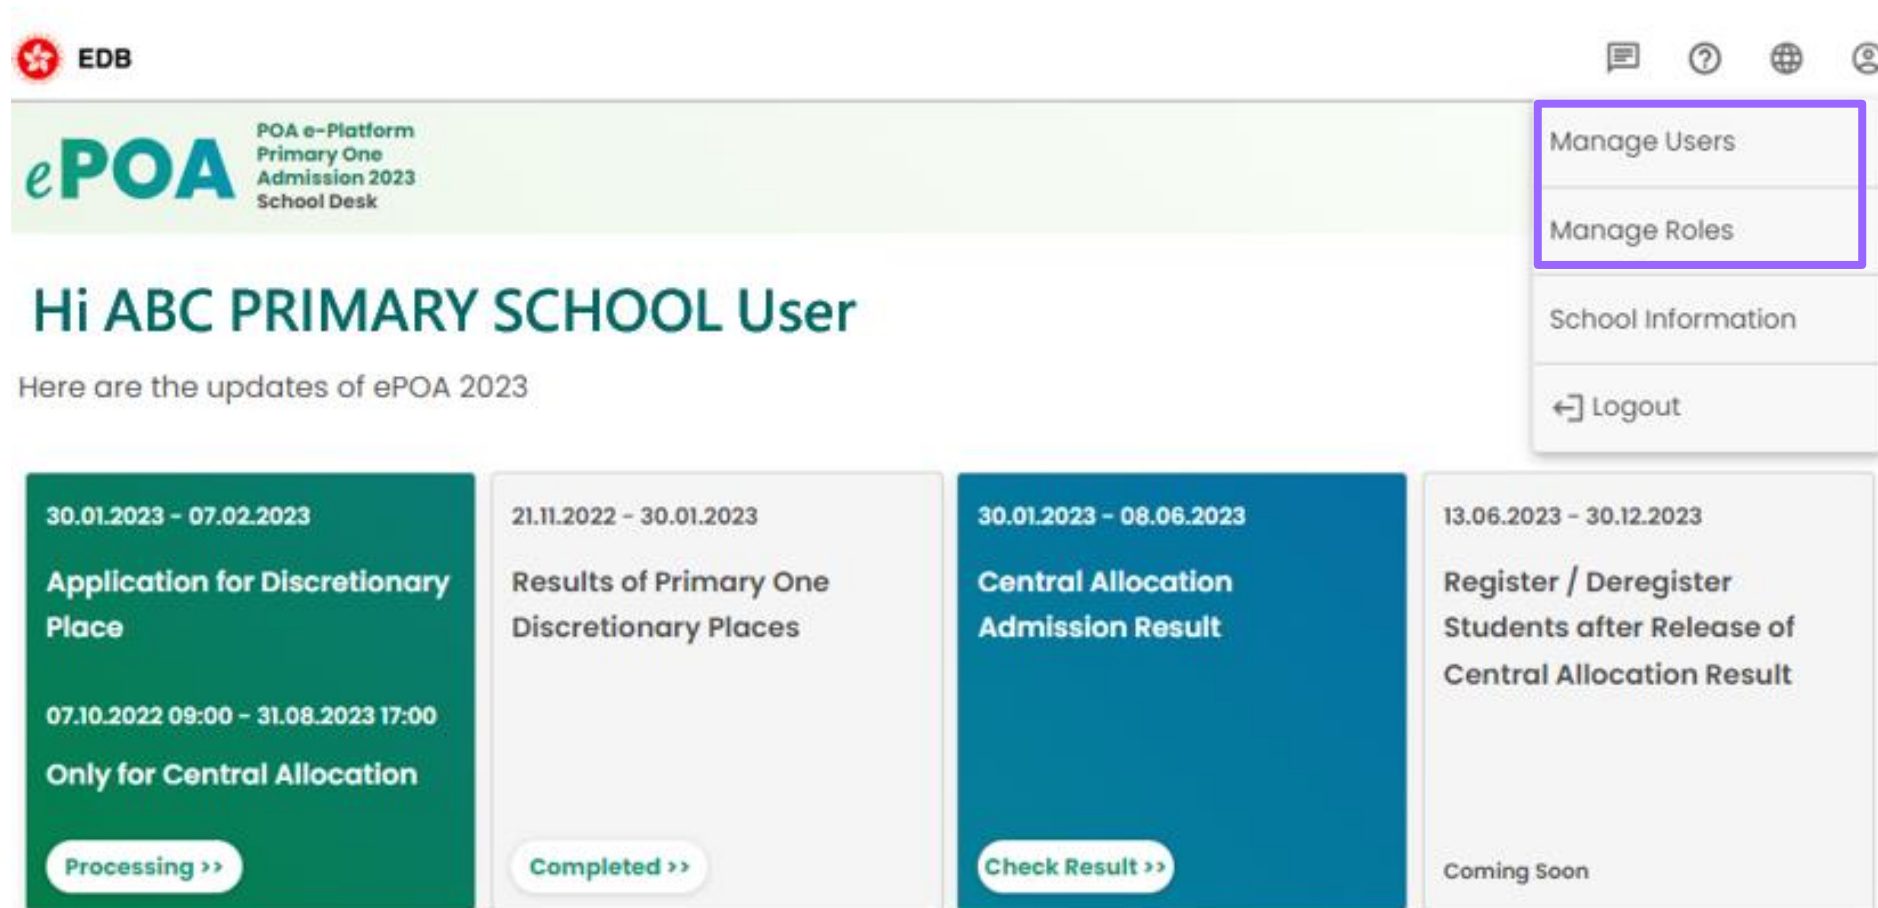 EDB
ePOA
POA e-Platform
Primary One
Admission 2023
School Desk
Manage Users
Manage Roles
School Information
Logout
Hi ABC PRIMARY SCHOOL User
Here are the updates of ePOA 2023
30.01.2023 - 07.02.2023
Application for Discretionary
Place
07.10.2022 09:00 - 31.08.2023 17:00
Only for Central Allocation
Processing >>
21.11.2022 - 30.01.2023
Results of Primary One
Discretionary Places
Completed >>
30.01.2023 - 08.06.2023
Central Allocation
Admission Result
Check Result >>
13.06.2023 - 30.12.2023
Register / Deregister
Students after Release of
Central Allocation Result
Coming Soon